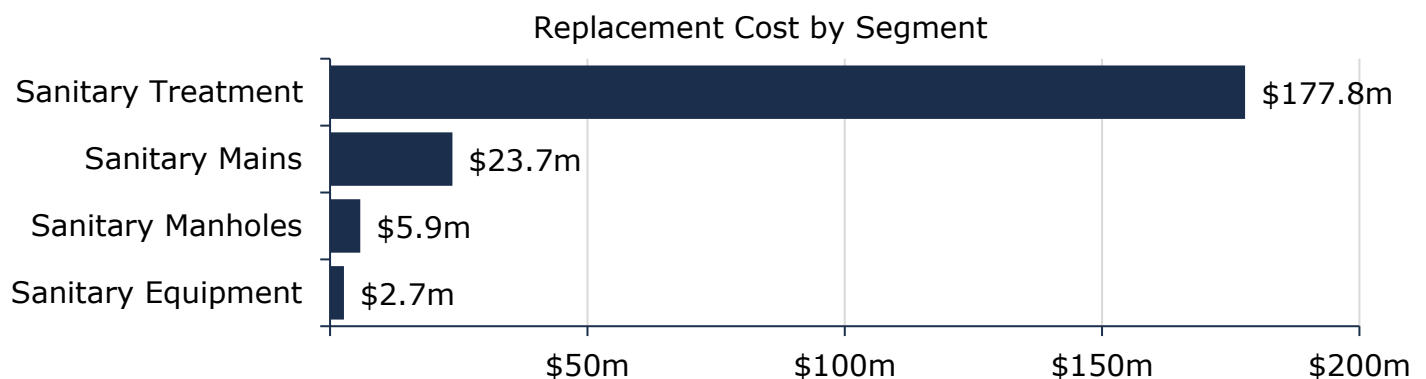 Replacement Cost by Segment
Sanitary Treatment $177.8m
Sanitary Mains $23.7m
Sanitary Manholes $5.9m
Sanitary Equipment $2.7m
$50m $100m $150m $200m